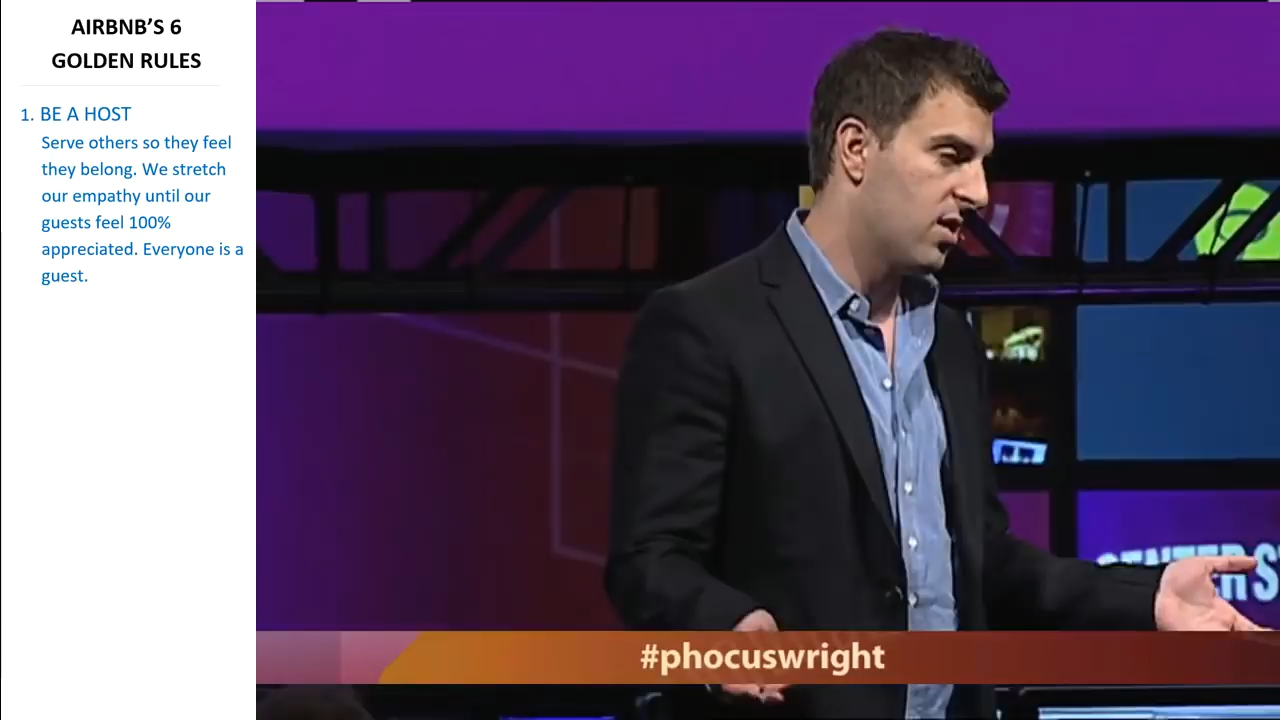 AIRBNB’S 6
GOLDEN RULES
1. BE A HOST
Serve others so they feel
they belong. We stretch
our empathy until our
guests feel 100%
appreciated. Everyone is a
guest.
#phocuswright